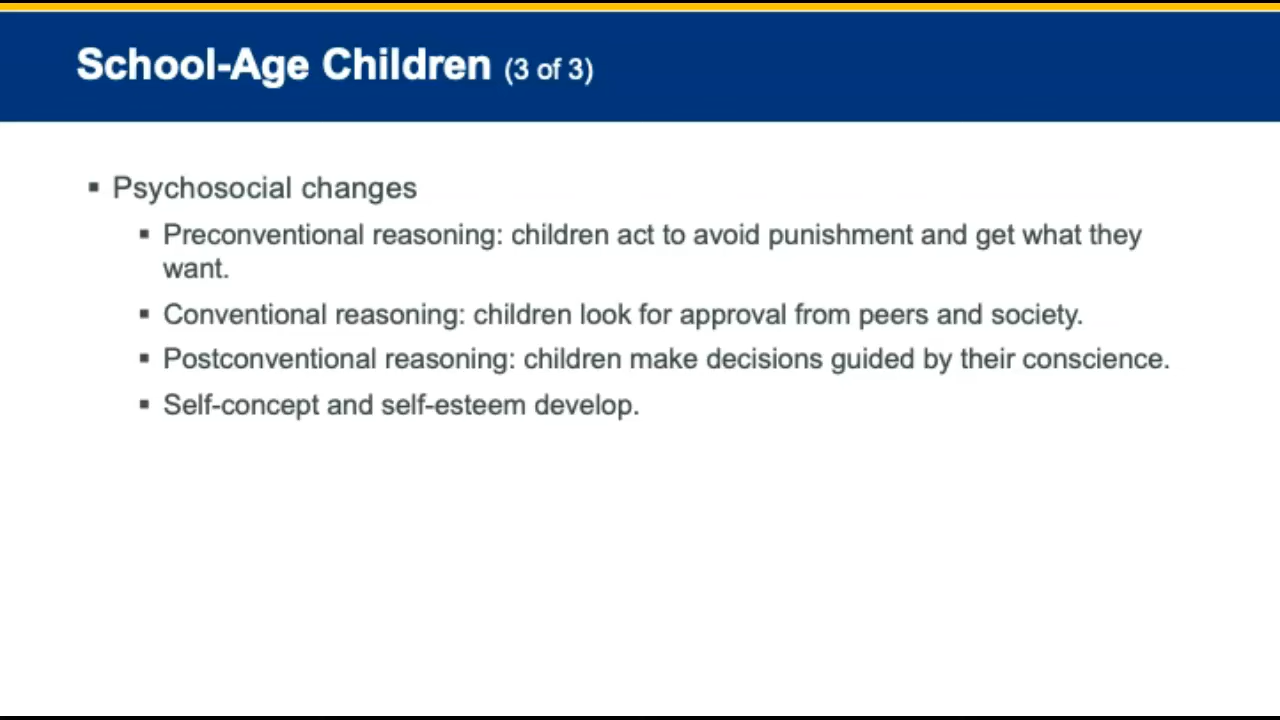 School-Age Children (3 of 3)
▪ Psychosocial changes
▪ Preconventional reasoning: children act to avoid punishment and get what they
want.
▪ Conventional reasoning: children look for approval from peers and society.
▪ Postconventional reasoning: children make decisions guided by their conscience.
▪ Self-concept and self-esteem develop.